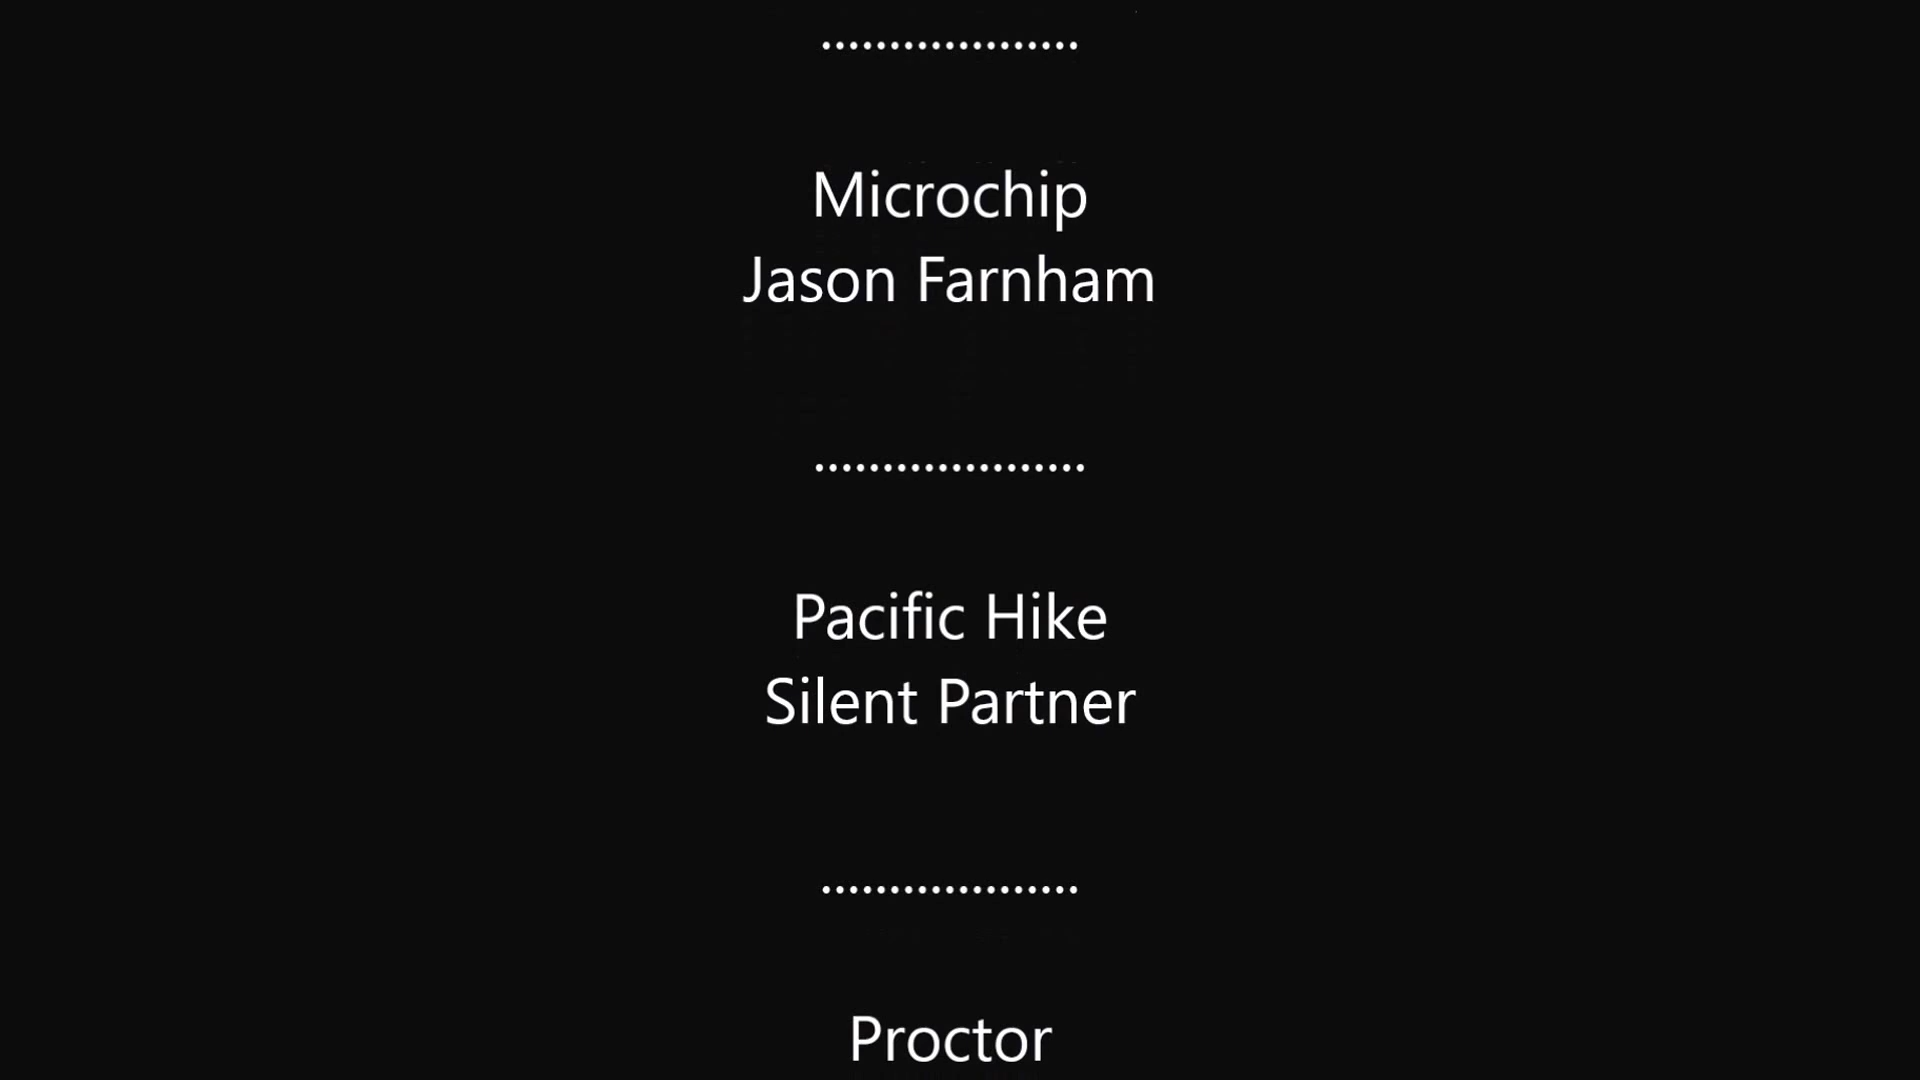 ...................
Microchip
Jason Farnham
....................
Pacific Hike
Silent Partner
...................
Proctor